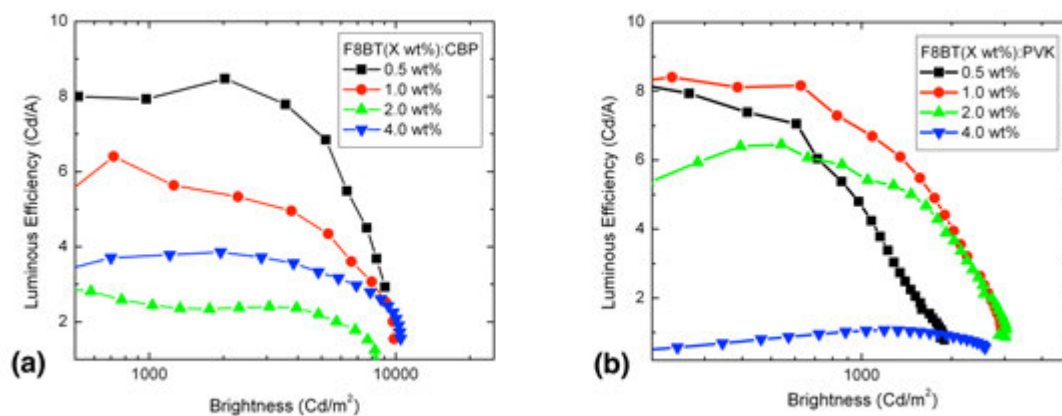 10
8
6
4
2
Luminous Efficiency (Cd/A)
F8BT(X wt%):CBP
0.5 wt%
1.0 wt%
2.0 wt%
4.0 wt%
1000
10000
Brightness (Cd/m²)
(a)
10
8
6
4
2
Luminous Efficiency (Cd/A)
F8BT(X wt%):PVK
0.5 wt%
1.0 wt%
2.0 wt%
4.0 wt%
1000
Brightness (Cd/m²)
(b)